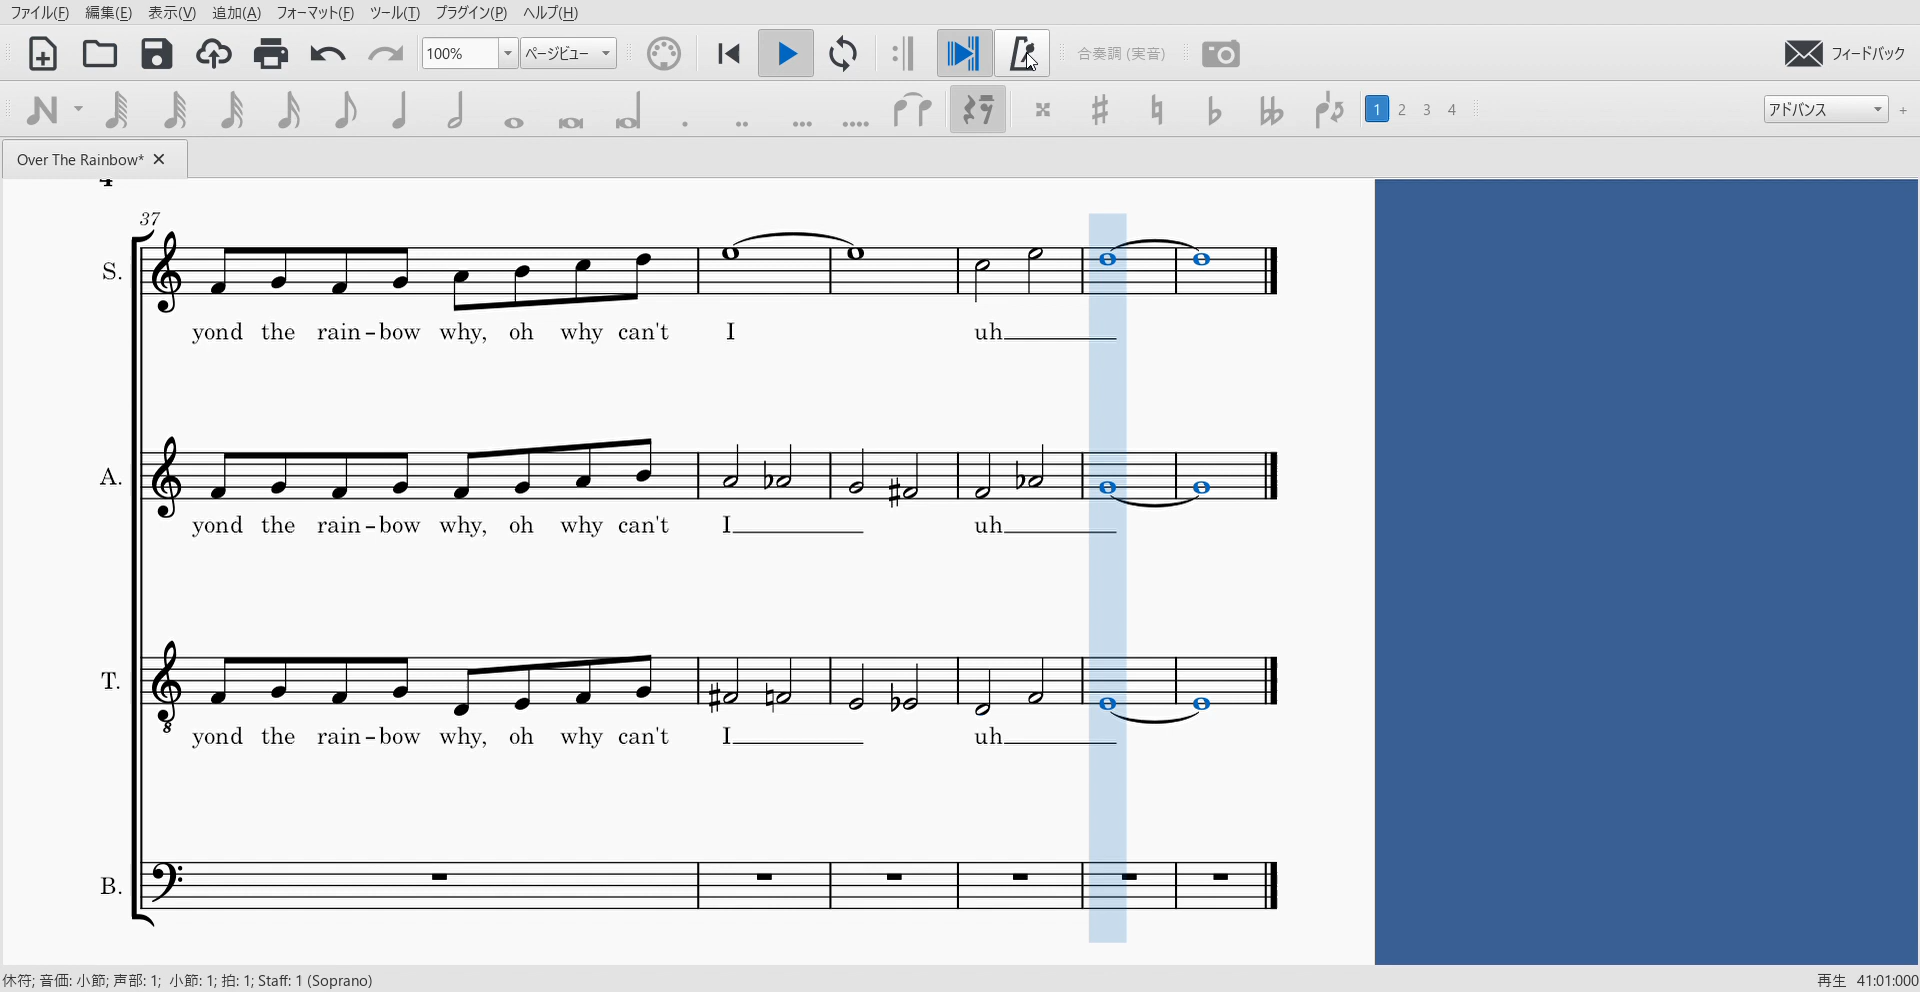 ファイル(F) 編集(E) 表示(V) 追加(A) フォーマット(F) ツール(T) プラグイン(P) ヘルプ(H)
100% ページビュー 合奏調 (実音) フィードバック
1 2 3 4 アドバンス +
Over The Rainbow*
37
S.
yond the rain-bow why, oh why can't I uh
A.
yond the rain-bow why, oh why can't I uh
T.
8
yond the rain-bow why, oh why can't I uh
B.
休符; 音価: 小節; 声部: 1; 小節: 1; 拍: 1; Staff: 1 (Soprano) 再生 41:01:000